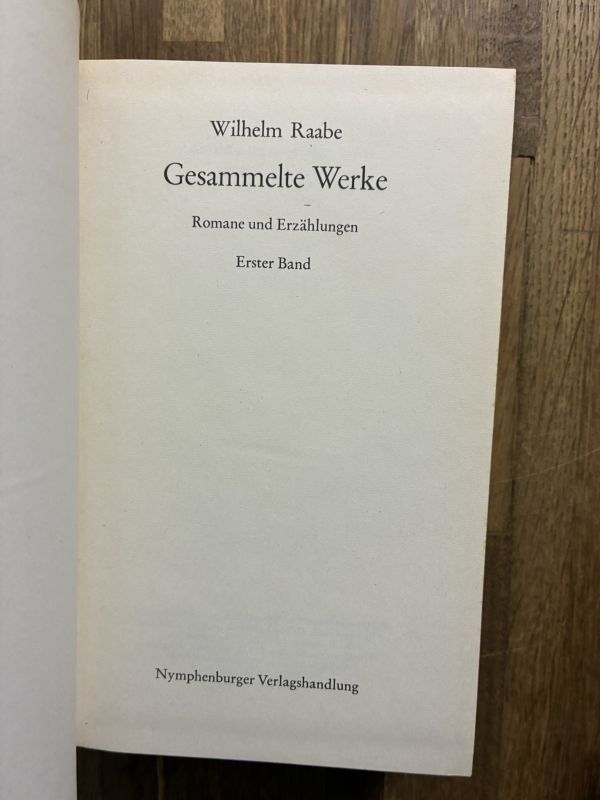 Wilhelm Raabe
Gesammelte Werke
Romane und Erzählungen
Erster Band
Nymphenburger Verlagshandlung